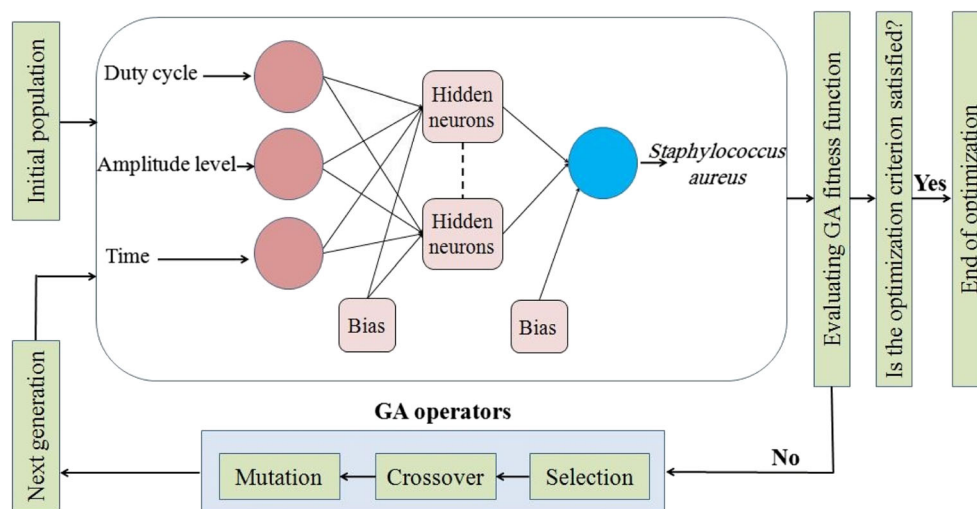 Initial population
Duty cycle
Amplitude level
Time
Hidden
neurons
Hidden
neurons
Bias
Bias
Staphylococcus
aureus
Evaluating GA fitness function
Is the optimization criterion satisfied?
Yes
End of optimization
Next generation
GA operators
Mutation
Crossover
Selection
No